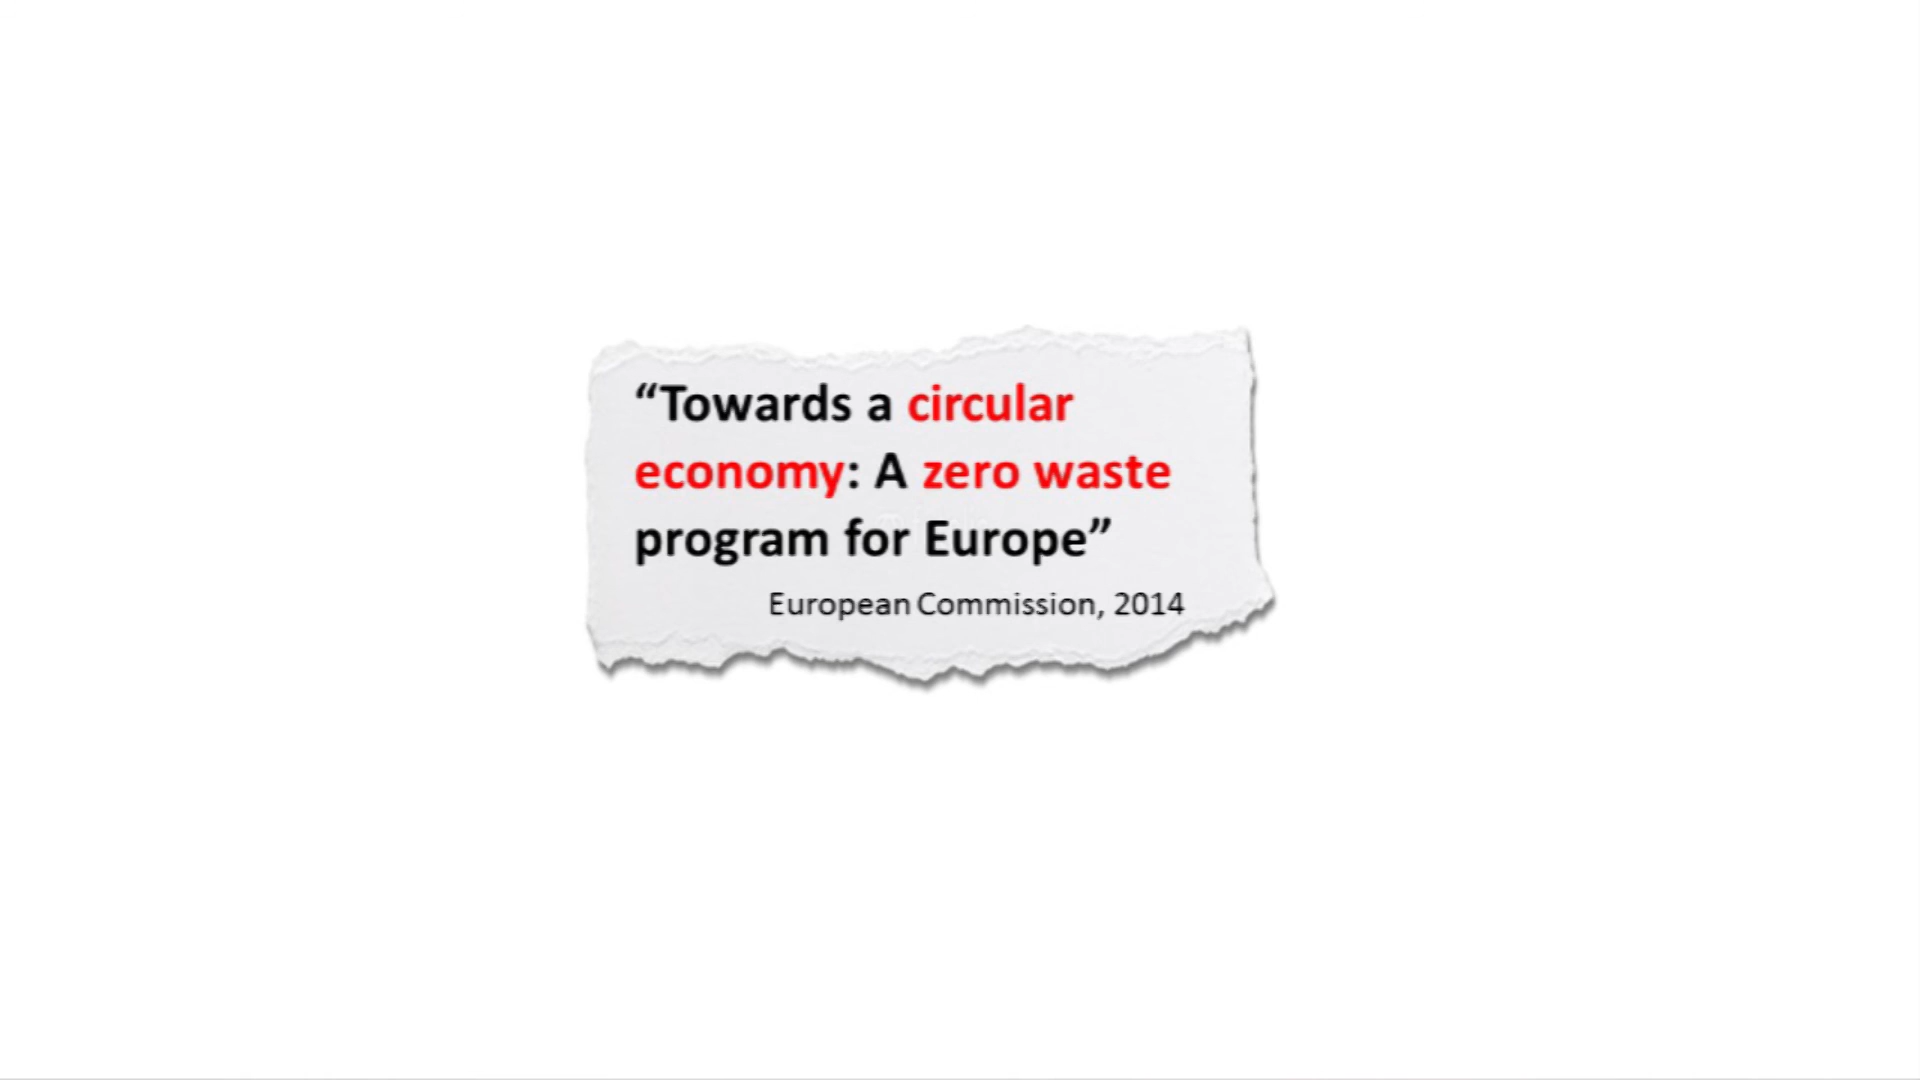 “Towards a circular
economy: A zero waste
program for Europe”
European Commission, 2014